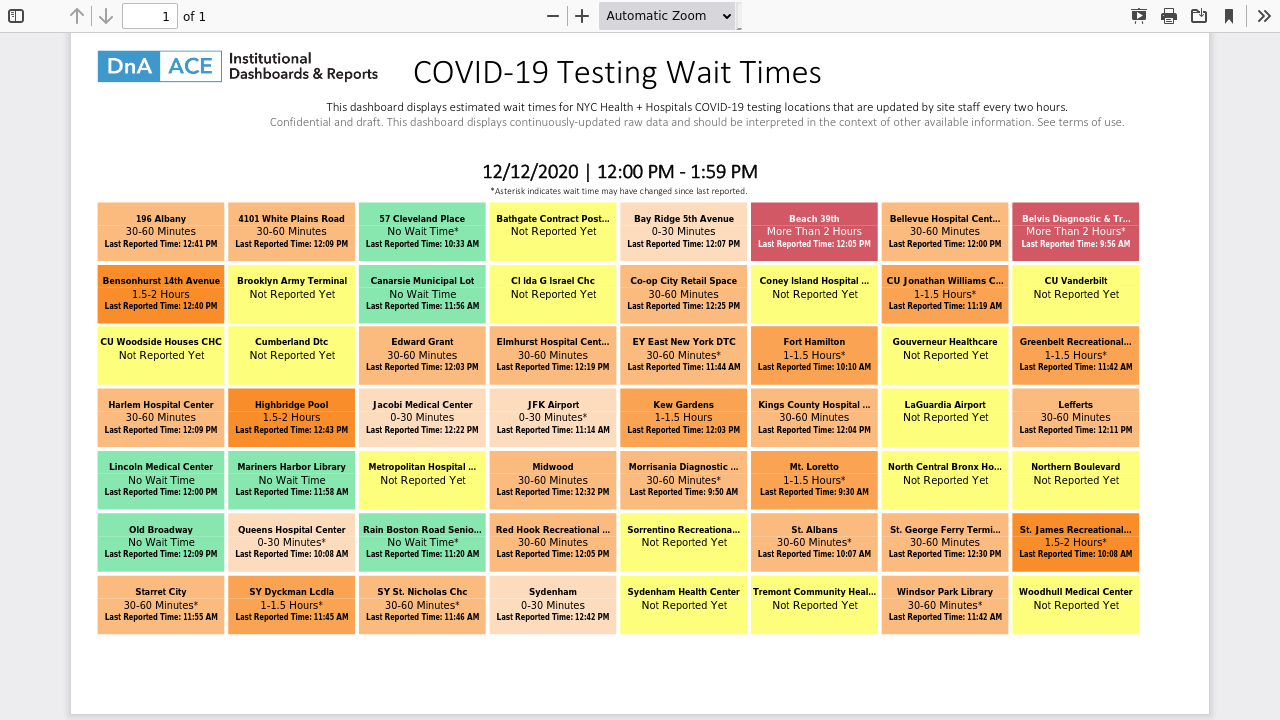 1 of 1 Automatic Zoom
DnA ACE Institutional Dashboards & Reports
COVID-19 Testing Wait Times
This dashboard displays estimated wait times for NYC Health + Hospitals COVID-19 testing locations that are updated by site staff every two hours.
Confidential and draft. This dashboard displays continuously-updated raw data and should be interpreted in the context of other available information. See terms of use.
12/12/2020 | 12:00 PM - 1:59 PM
*Asterisk indicates wait time may have changed since last reported.
196 Albany
30-60 Minutes
Last Reported Time: 12:41 PM
4101 White Plains Road
30-60 Minutes
Last Reported Time: 12:09 PM
57 Cleveland Place
No Wait Time*
Last Reported Time: 10:33 AM
Bathgate Contract Post...
Not Reported Yet
Bay Ridge 5th Avenue
0-30 Minutes
Last Reported Time: 12:07 PM
Beach 39th
More Than 2 Hours
Last Reported Time: 12:05 PM
Bellevue Hospital Cent...
30-60 Minutes
Last Reported Time: 12:00 PM
Belvis Diagnostic & Tr...
More Than 2 Hours*
Last Reported Time: 9:56 AM
Bensonhurst 14th Avenue
1.5-2 Hours
Last Reported Time: 12:40 PM
Brooklyn Army Terminal
Not Reported Yet
Canarsie Municipal Lot
No Wait Time
Last Reported Time: 11:56 AM
CI Ida G Israel Chc
Not Reported Yet
Co-op City Retail Space
30-60 Minutes
Last Reported Time: 12:25 PM
Coney Island Hospital ...
Not Reported Yet
CU Jonathan Williams C...
1-1.5 Hours*
Last Reported Time: 11:19 AM
CU Vanderbilt
Not Reported Yet
CU Woodside Houses CHC
Not Reported Yet
Cumberland Dtc
Not Reported Yet
Edward Grant
30-60 Minutes
Last Reported Time: 12:03 PM
Elmhurst Hospital Cent...
30-60 Minutes
Last Reported Time: 12:19 PM
EY East New York DTC
30-60 Minutes*
Last Reported Time: 11:44 AM
Fort Hamilton
1-1.5 Hours*
Last Reported Time: 10:10 AM
Gouverneur Healthcare
Not Reported Yet
Greenbelt Recreational...
1-1.5 Hours*
Last Reported Time: 11:42 AM
Harlem Hospital Center
30-60 Minutes
Last Reported Time: 12:09 PM
Highbridge Pool
1.5-2 Hours
Last Reported Time: 12:43 PM
Jacobi Medical Center
0-30 Minutes
Last Reported Time: 12:22 PM
JFK Airport
0-30 Minutes*
Last Reported Time: 11:14 AM
Kew Gardens
1-1.5 Hours
Last Reported Time: 12:03 PM
Kings County Hospital ...
30-60 Minutes
Last Reported Time: 12:04 PM
LaGuardia Airport
Not Reported Yet
Lefferts
30-60 Minutes
Last Reported Time: 12:11 PM
Lincoln Medical Center
No Wait Time
Last Reported Time: 12:00 PM
Mariners Harbor Library
No Wait Time
Last Reported Time: 11:58 AM
Metropolitan Hospital ...
Not Reported Yet
Midwood
30-60 Minutes
Last Reported Time: 12:32 PM
Morrisania Diagnostic ...
30-60 Minutes*
Last Reported Time: 9:50 AM
Mt. Loretto
1-1.5 Hours*
Last Reported Time: 9:30 AM
North Central Bronx Ho...
Not Reported Yet
Northern Boulevard
Not Reported Yet
Old Broadway
No Wait Time
Last Reported Time: 12:09 PM
Queens Hospital Center
0-30 Minutes*
Last Reported Time: 10:08 AM
Rain Boston Road Senio...
No Wait Time*
Last Reported Time: 11:20 AM
Red Hook Recreational ...
30-60 Minutes
Last Reported Time: 12:05 PM
Sorrentino Recreationa...
Not Reported Yet
St. Albans
30-60 Minutes*
Last Reported Time: 10:07 AM
St. George Ferry Termi...
30-60 Minutes
Last Reported Time: 12:30 PM
St. James Recreational...
1.5-2 Hours*
Last Reported Time: 10:08 AM
Starret City
30-60 Minutes*
Last Reported Time: 11:55 AM
SY Dyckman Lcdla
1-1.5 Hours*
Last Reported Time: 11:45 AM
SY St. Nicholas Chc
30-60 Minutes*
Last Reported Time: 11:46 AM
Sydenham
0-30 Minutes
Last Reported Time: 12:42 PM
Sydenham Health Center
Not Reported Yet
Tremont Community Heal...
Not Reported Yet
Windsor Park Library
30-60 Minutes*
Last Reported Time: 11:42 AM
Woodhull Medical Center
Not Reported Yet